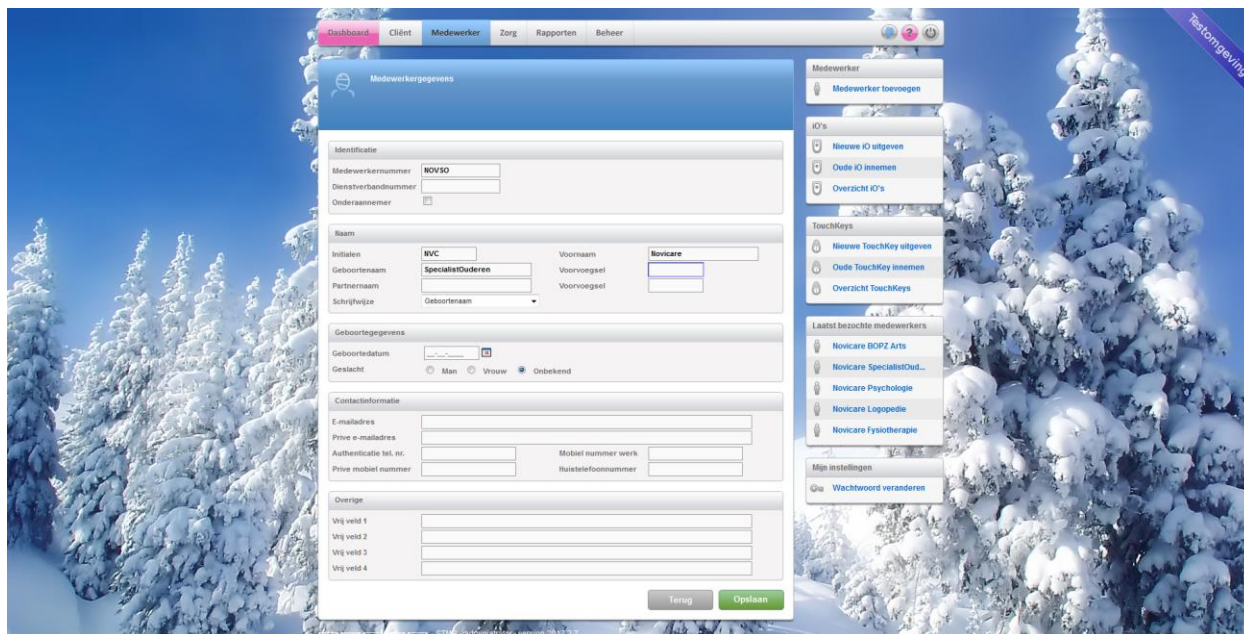 Dashboard Cliënt Medewerker Zorg Rapporten Beheer
?
Testomgeving
Medewerkergegevens
Identificatie
Medewerkernummer NOVSO
Dienstverbandnummer
Onderaannemer
Naam
Initialen NVC Voornaam Novicare
Geboortenaam SpecialistOuderen Voorvoegsel
Partnernaam Voorvoegsel
Schrijfwijze Geboortenaam
Geboortegegevens
Geboortedatum __-__-____
Geslacht Man Vrouw Onbekend
Contactinformatie
E-mailadres
Prive e-mailadres
Authenticatie tel. nr. Mobiel nummer werk
Prive mobiel nummer Huistelefoonnummer
Overige
Vrij veld 1
Vrij veld 2
Vrij veld 3
Vrij veld 4
Terug Opslaan
Medewerker
Medewerker toevoegen
iO's
Nieuwe iO uitgeven
Oude iO innemen
Overzicht iO's
TouchKeys
Nieuwe TouchKey uitgeven
Oude TouchKey innemen
Overzicht TouchKeys
Laatst bezochte medewerkers
Novicare BOPZ Arts
Novicare SpecialistOud...
Novicare Psychologie
Novicare Logopedie
Novicare Fysiotherapie
Mijn instellingen
Wachtwoord veranderen